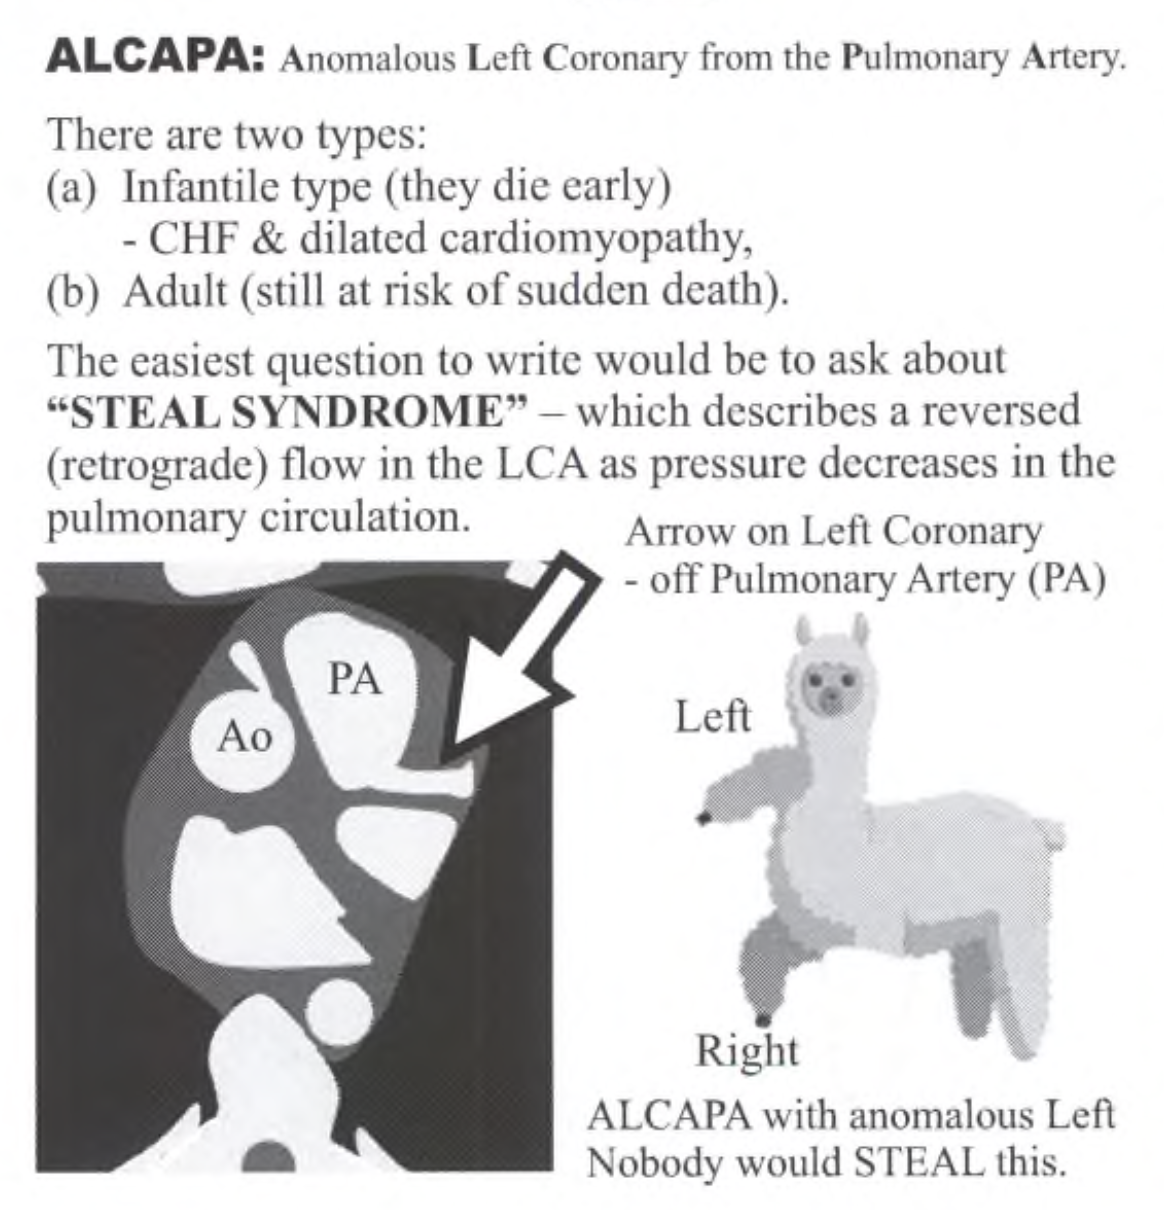 ALCAPA: Anomalous Left Coronary from the Pulmonary Artery.
There are two types:
(a) Infantile type (they die early)
- CHF & dilated cardiomyopathy,
(b) Adult (still at risk of sudden death).
The easiest question to write would be to ask about
“STEAL SYNDROME” – which describes a reversed
(retrograde) flow in the LCA as pressure decreases in the
pulmonary circulation.
Arrow on Left Coronary
- off Pulmonary Artery (PA)
PA
Ao
Left
Right
ALCAPA with anomalous Left
Nobody would STEAL this.